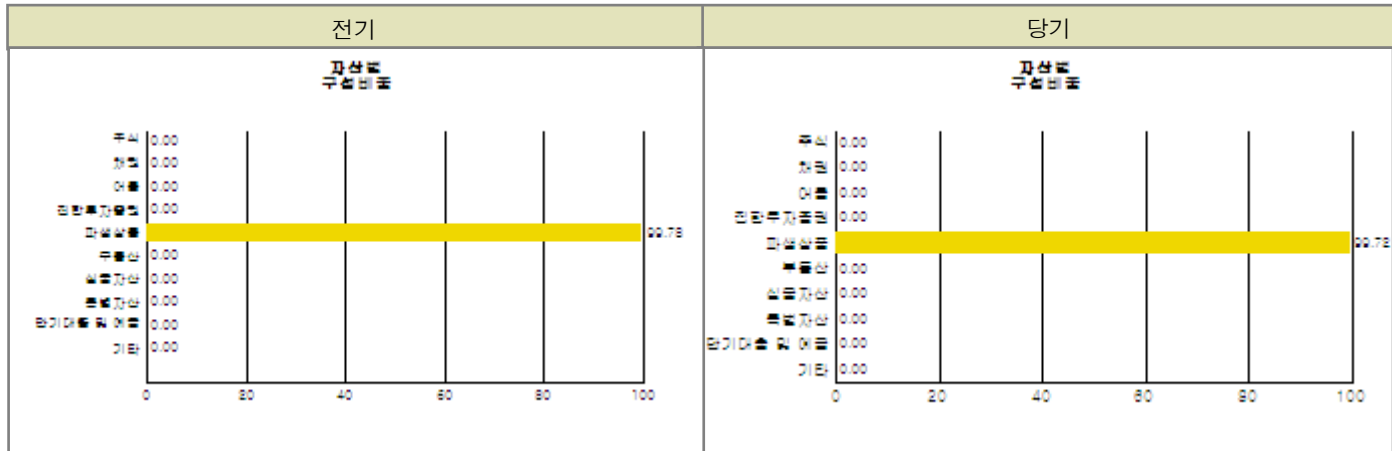 전기
당기
자산별
구성비중
주식 0.00
채권 0.00
어음 0.00
집합투자증권 0.00
파생상품 99.78
부동산 0.00
실물자산 0.00
특별자산 0.00
단기대출 및 예금 0.00
기타 0.00
0 20 40 60 80 100
자산별
구성비중
주식 0.00
채권 0.00
어음 0.00
집합투자증권 0.00
파생상품 99.78
부동산 0.00
실물자산 0.00
특별자산 0.00
단기대출 및 예금 0.00
기타 0.00
0 20 40 60 80 100